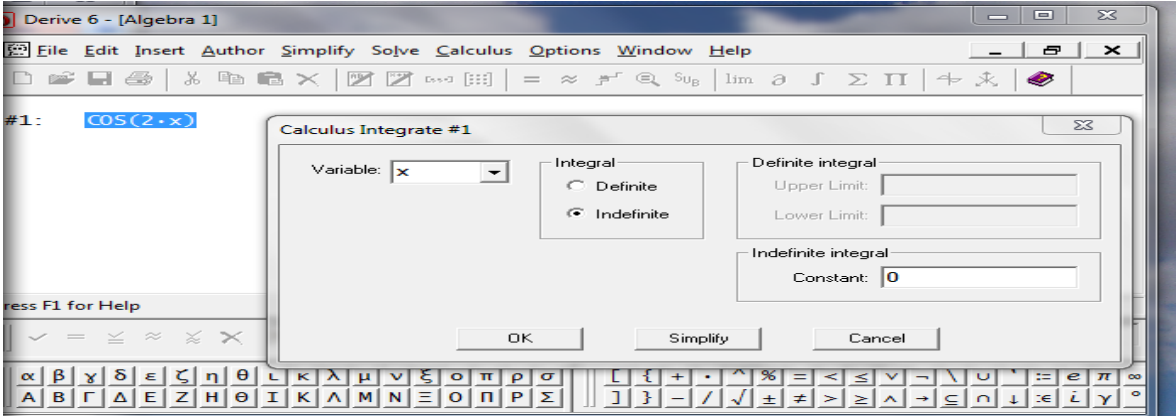 Derive 6 - [Algebra 1]
File Edit Insert Author Simplify Solve Calculus Options Window Help
= ≈ SUB lim ∂ ∫ Σ Π
#1: COS(2·x)
Calculus Integrate #1
Variable: x
Integral
Definite
Indefinite
Definite integral
Upper Limit:
Lower Limit:
Indefinite integral
Constant: 0
ress F1 for Help
OK Simplify Cancel
α β γ δ ε ζ η θ ι κ λ μ ν ξ ο π ρ σ [ { + · ^ % = < ≤ ∨ ¬ \ ∪ ` := e π ∞
Α Β Γ Δ Ε Ζ Η Θ Ι Κ Λ Μ Ν Ξ Ο Π Ρ Σ ] } − / √ ± ≠ > ≥ ∧ → ⊆ ∩ ↓ :∈ i γ °